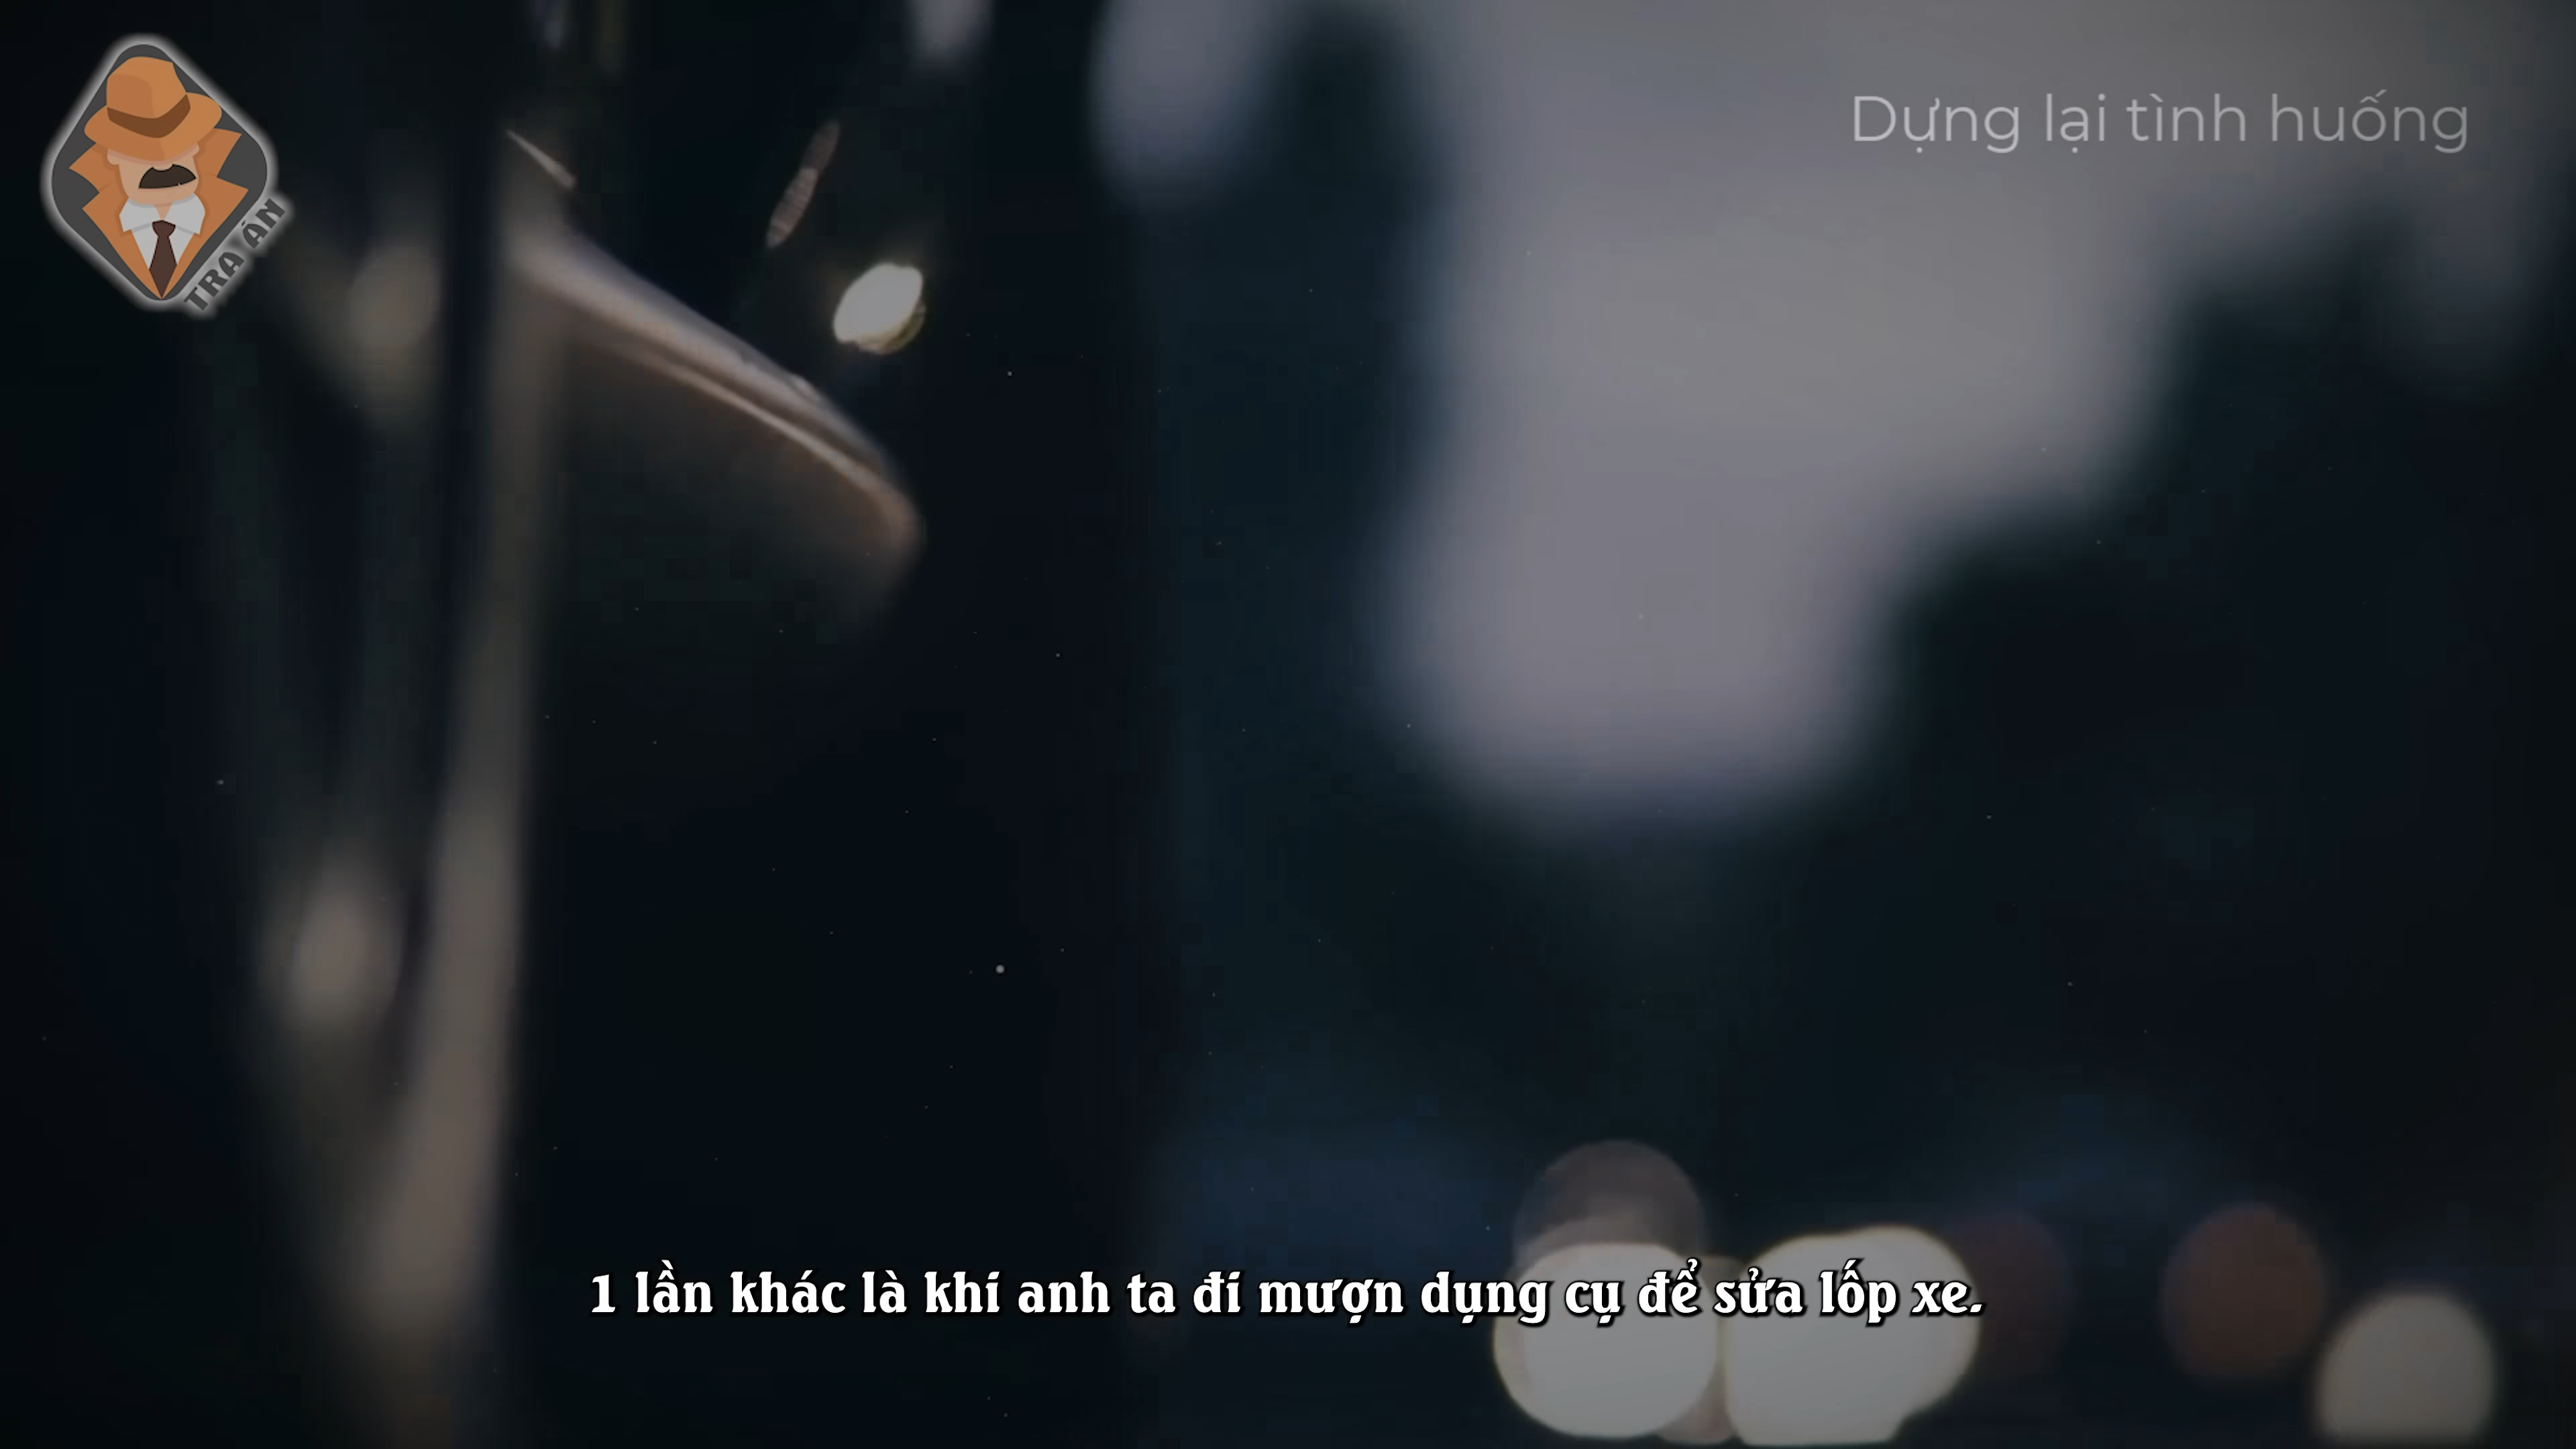 Dựng lại tình huống
TRA ÁN
1 lần khác là khi anh ta đi mượn dụng cụ để sửa lốp xe.